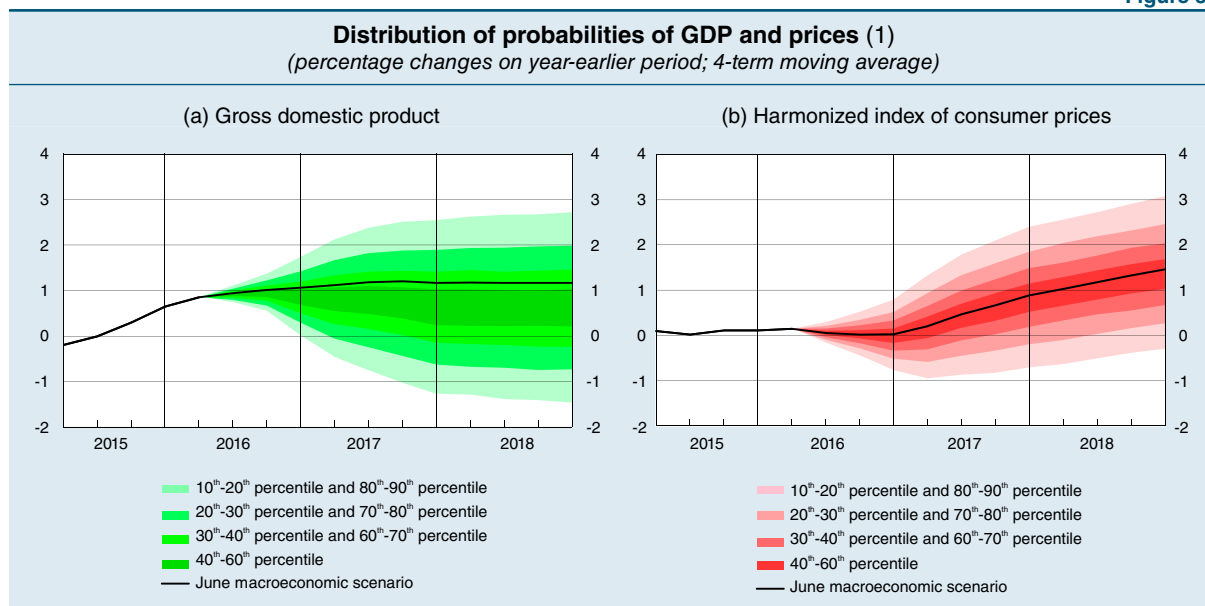 Distribution of probabilities of GDP and prices (1)
(percentage changes on year-earlier period; 4-term moving average)
(a) Gross domestic product
4 4
3 3
2 2
1 1
0 0
-1 -1
-2 -2
2015 2016 2017 2018
10th-20th percentile and 80th-90th percentile
20th-30th percentile and 70th-80th percentile
30th-40th percentile and 60th-70th percentile
40th-60th percentile
June macroeconomic scenario
(b) Harmonized index of consumer prices
4 4
3 3
2 2
1 1
0 0
-1 -1
-2 -2
2015 2016 2017 2018
10th-20th percentile and 80th-90th percentile
20th-30th percentile and 70th-80th percentile
30th-40th percentile and 60th-70th percentile
40th-60th percentile
June macroeconomic scenario